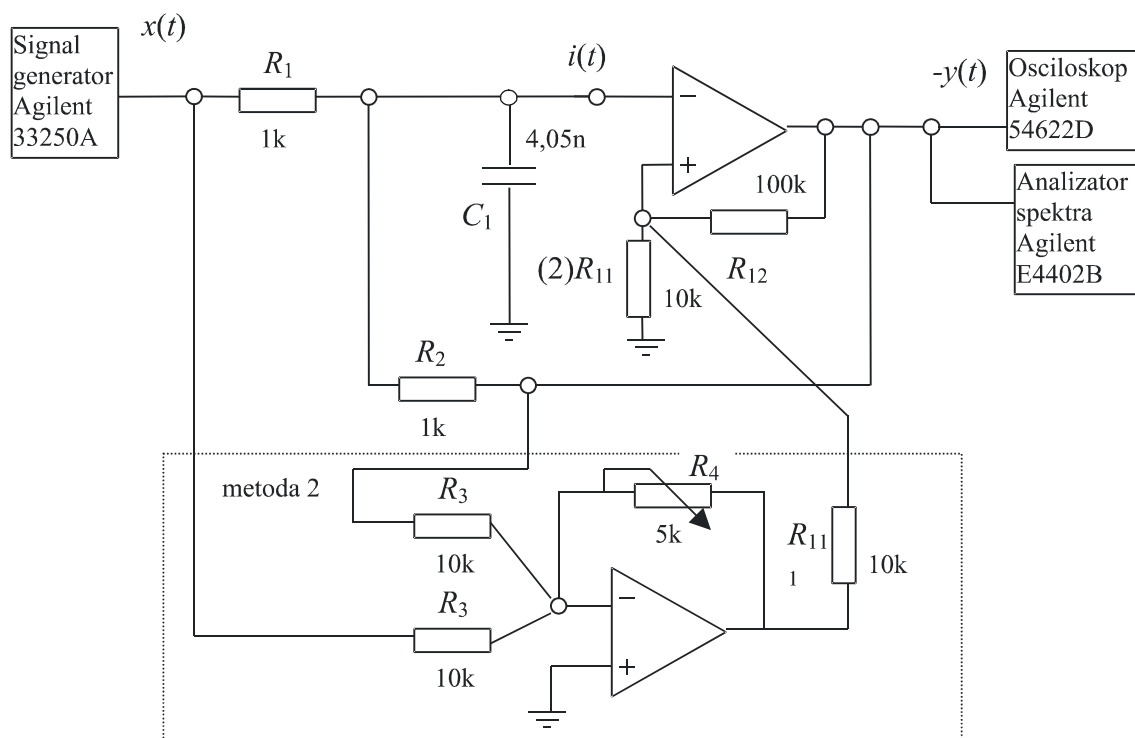 x(t)
Signal
generator
Agilent
33250A
R1
1k
i(t)
−
+
4,05n
C1
-y(t)
Osciloskop
Agilent
54622D
Analizator
spektra
Agilent
E4402B
100k
R12
(2)R11
10k
R2
1k
metoda 2
R3
10k
R3
10k
R4
5k
−
+
R11
1
10k